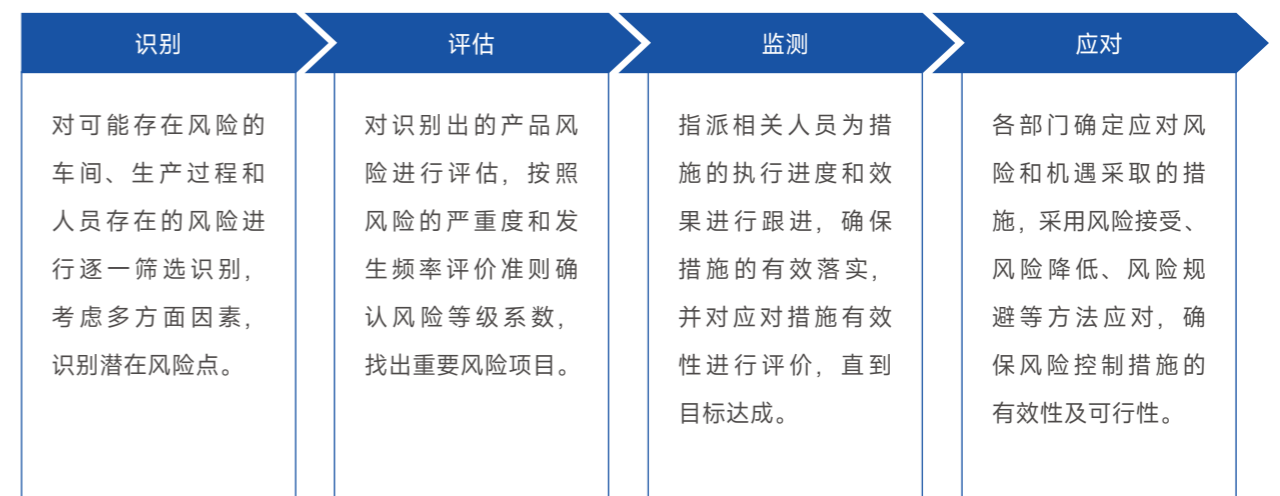 识别
对可能存在风险的
车间、生产过程和
人员存在的风险进
行逐一筛选识别，
考虑多方面因素，
识别潜在风险点。
评估
对识别出的产品风
险进行评估，按照
风险的严重度和发
生频率评价准则确
认风险等级系数，
找出重要风险项目。
监测
指派相关人员为措
施的执行进度和效
果进行跟进，确保
措施的有效落实，
并对应对措施有效
性进行评价，直到
目标达成。
应对
各部门确定应对风
险和机遇采取的措
施，采用风险接受、
风险降低、风险规
避等方法应对，确
保风险控制措施的
有效性及可行性。